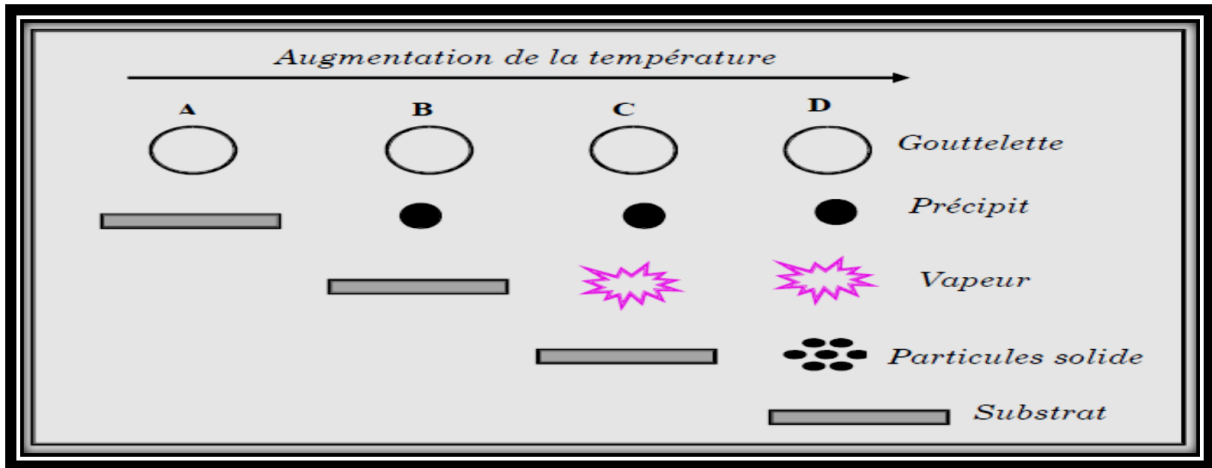 Augmentation de la température
A B C D
Gouttelette
Précipit
Vapeur
Particules solide
Substrat